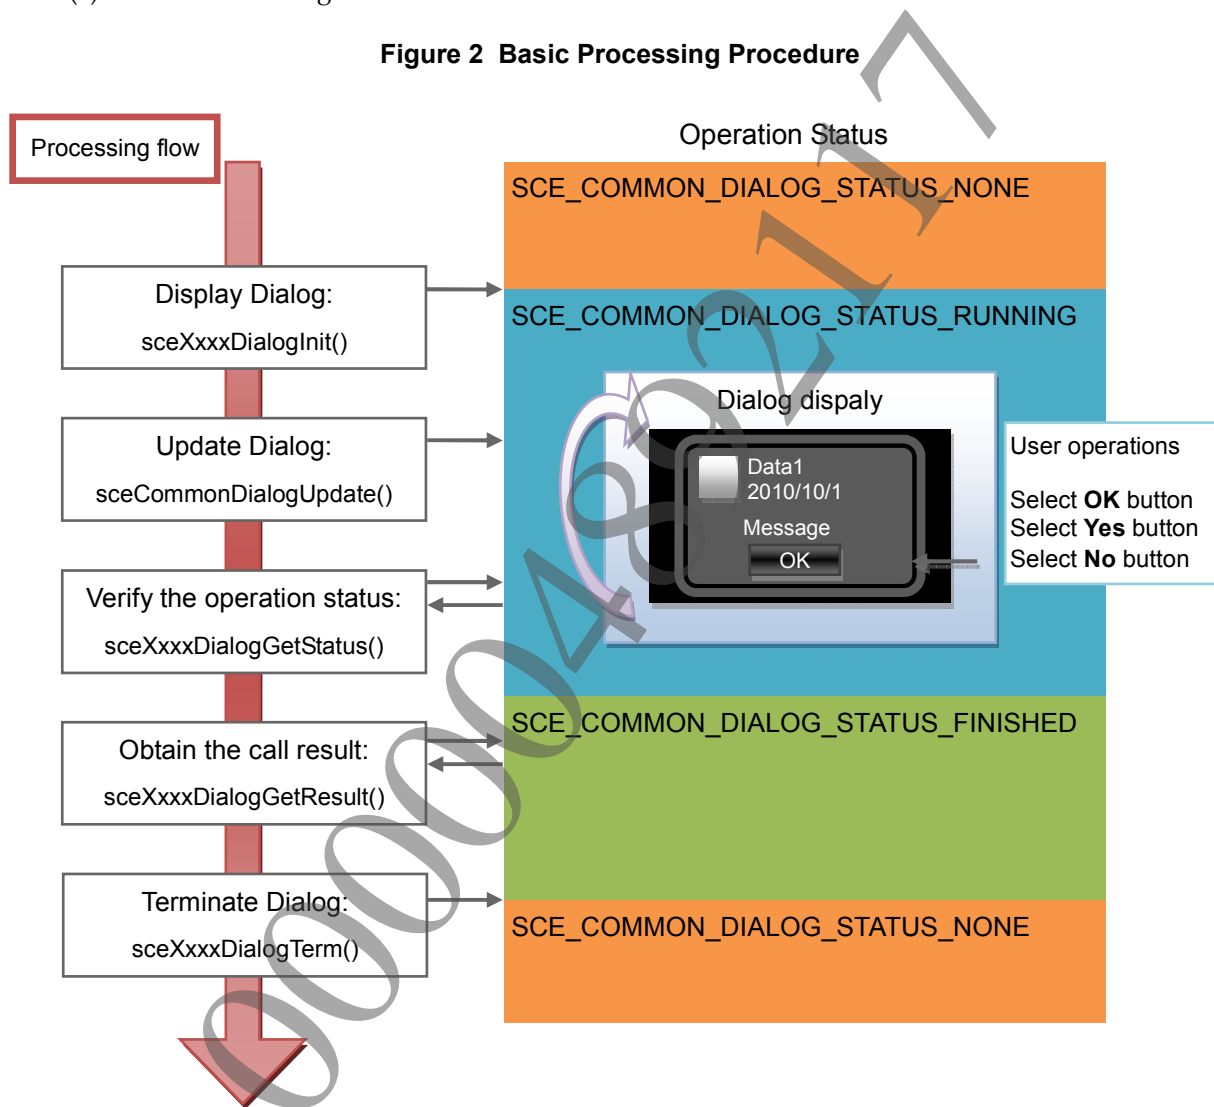 Figure 2 Basic Processing Procedure
Processing flow
Operation Status
SCE_COMMON_DIALOG_STATUS_NONE
Display Dialog:
sceXxxxDialogInit()
SCE_COMMON_DIALOG_STATUS_RUNNING
Update Dialog:
sceCommonDialogUpdate()
Dialog dispaly
Data1
2010/10/1
Message
OK
User operations
Select OK button
Select Yes button
Select No button
Verify the operation status:
sceXxxxDialogGetStatus()
SCE_COMMON_DIALOG_STATUS_FINISHED
Obtain the call result:
sceXxxxDialogGetResult()
Terminate Dialog:
sceXxxxDialogTerm()
SCE_COMMON_DIALOG_STATUS_NONE
000004892117